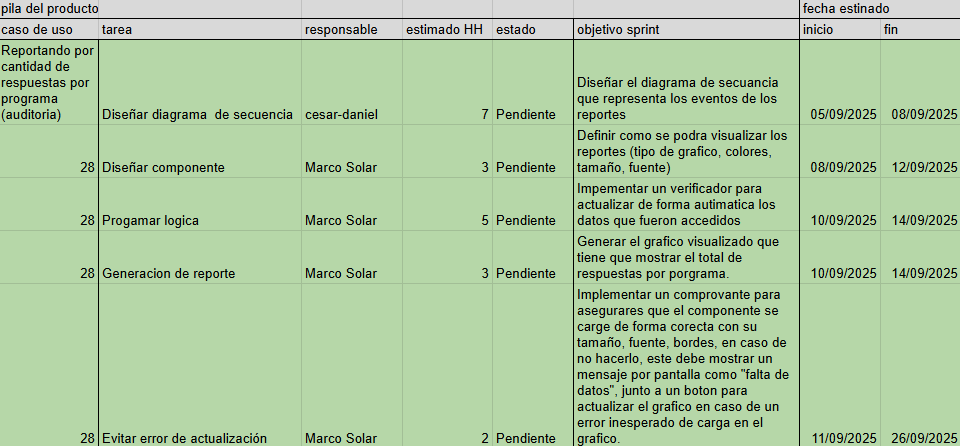 pila del producto fecha estinado
caso de uso tarea responsable estimado HH estado objetivo sprint inicio fin
Reportando por
cantidad de
respuestas por
programa
(auditoria) Diseñar diagrama de secuencia cesar-daniel 7 Pendiente
Diseñar el diagrama de secuancia
que representa los eventos de los
reportes
05/09/2025 08/09/2025
28 Diseñar componente Marco Solar 3 Pendiente
Definir como se podra visualizar los
reportes (tipo de grafico, colores,
tamaño, fuente)
08/09/2025 12/09/2025
28 Progamar logica Marco Solar 5 Pendiente
Impementar un verificador para
actualizar de forma autimatica los
datos que fueron accedidos
10/09/2025 14/09/2025
28 Generacion de reporte Marco Solar 3 Pendiente
Generar el grafico visualizado que
tiene que mostrar el total de
respuestas por porgrama.
10/09/2025 14/09/2025
28 Evitar error de actualización Marco Solar 2 Pendiente
Implementar un comprovante para
asegurares que el componente se
carge de forma corecta con su
tamaño, fuente, bordes, en caso de
no hacerlo, este debe mostrar un
mensaje por pantalla como "falta de
datos", junto a un boton para
actualizar el grafico en caso de un
error inesperado de carga en el
grafico.
11/09/2025 26/09/2025